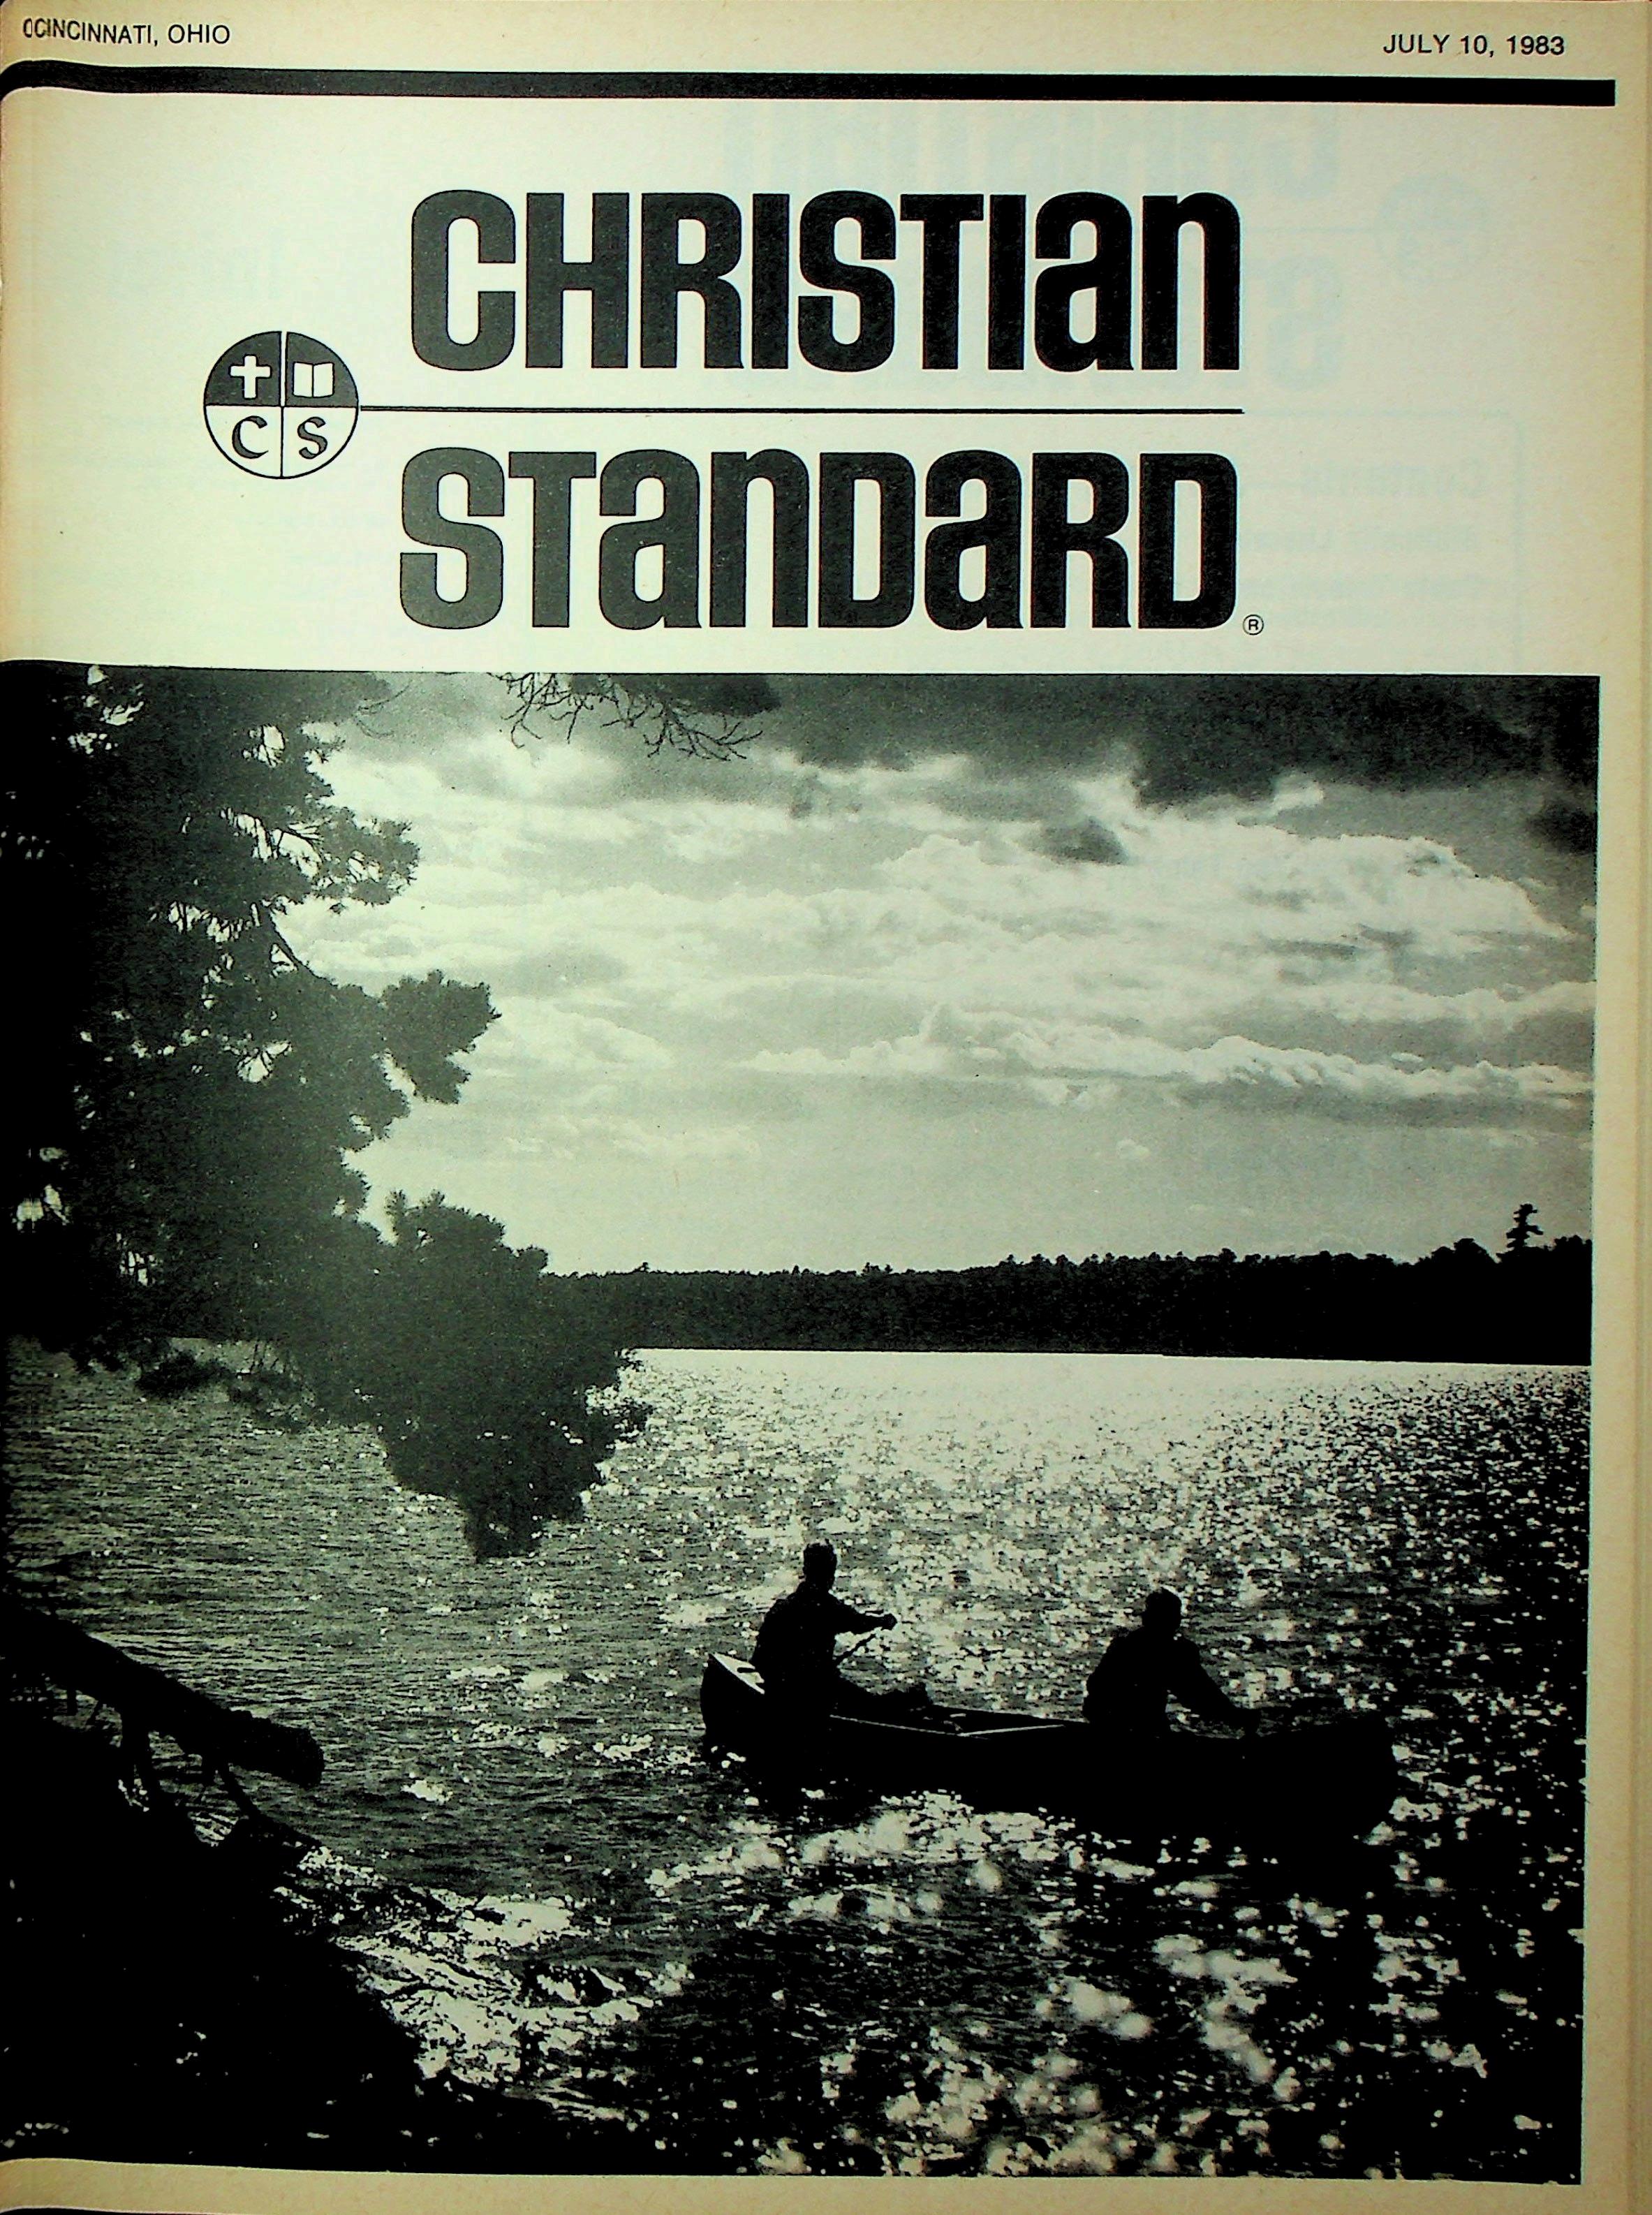 CINCINNATI, OHIO
JULY 10, 1983
CHRISTIAN
C S
STANDARD®